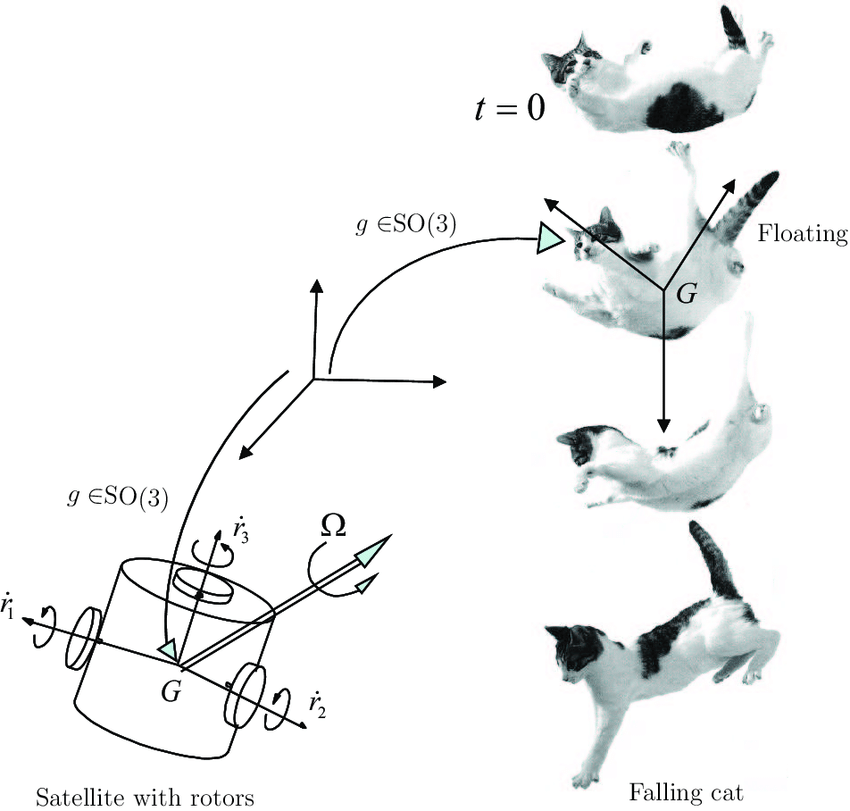 t = 0
g ∈SO(3)
Floating
G
g ∈SO(3)
ṙ3
Ω
ṙ1
G
ṙ2
Satellite with rotors
Falling cat